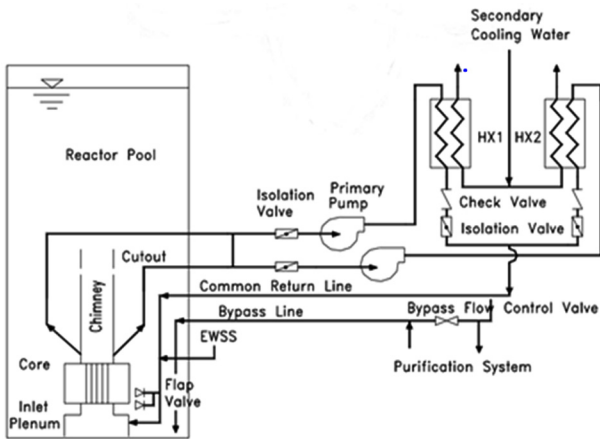 Secondary
Cooling Water
Reactor Pool
HX1
HX2
Isolation
Valve
Primary
Pump
Check Valve
Isolation Valve
Cutout
Chimney
Common Return Line
Bypass Line
Bypass Flow Control Valve
EWSS
Purification System
Core
Flap
Valve
Inlet
Plenum